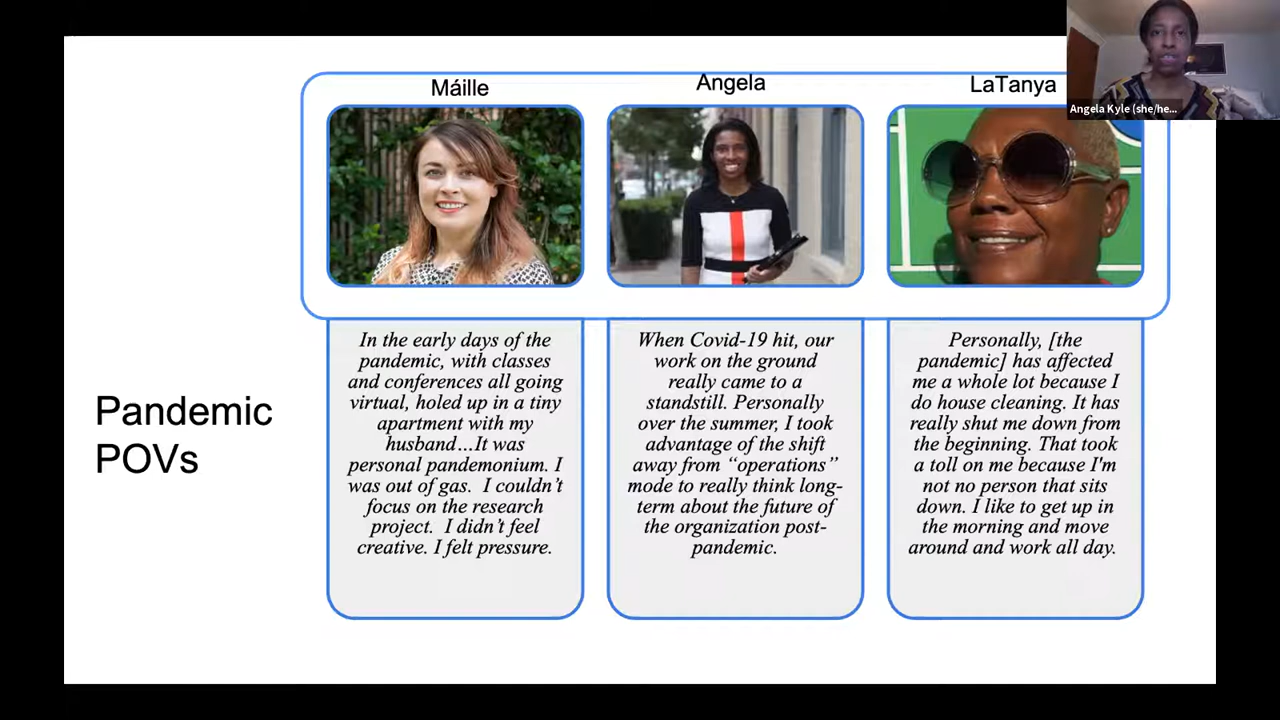 Máille
Angela
LaTanya
Angela Kyle (she/he...
In the early days of the
pandemic, with classes
and conferences all going
virtual, holed up in a tiny
apartment with my
husband…It was
personal pandemonium. I
was out of gas.  I couldn't
focus on the research
project.  I didn't feel
creative. I felt pressure.
When Covid-19 hit, our
work on the ground
really came to a
standstill. Personally
over the summer, I took
advantage of the shift
away from “operations”
mode to really think long-
term about the future of
the organization post-
pandemic.
Personally, [the
pandemic] has affected
me a whole lot because I
do house cleaning. It has
really shut me down from
the beginning. That took
a toll on me because I'm
not no person that sits
down. I like to get up in
the morning and move
around and work all day.
Pandemic
POVs